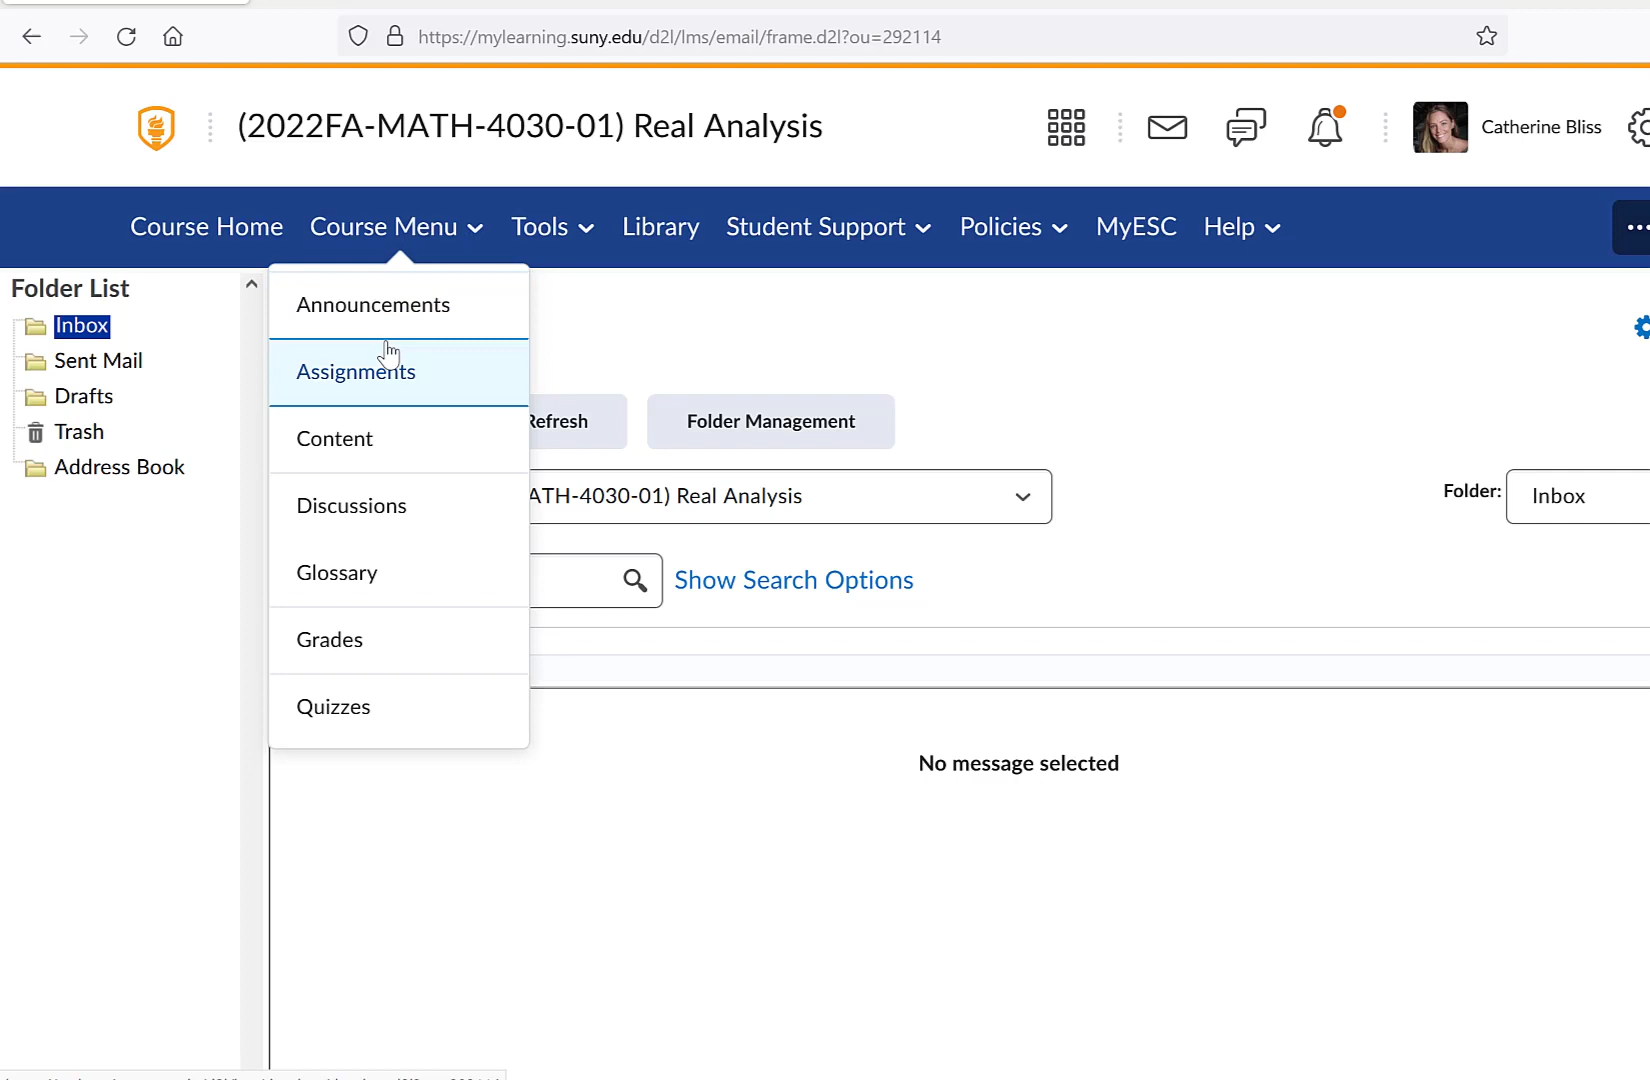 https://mylearning.suny.edu/d2l/lms/email/frame.d2l?ou=292114
(2022FA-MATH-4030-01) Real Analysis
Catherine Bliss
Course Home Course Menu Tools Library Student Support Policies MyESC Help
Folder List
Inbox
Sent Mail
Drafts
Trash
Address Book
Announcements
Assignments
Content
Discussions
Glossary
Grades
Quizzes
Refresh Folder Management
ATH-4030-01) Real Analysis
Folder: Inbox
Show Search Options
No message selected